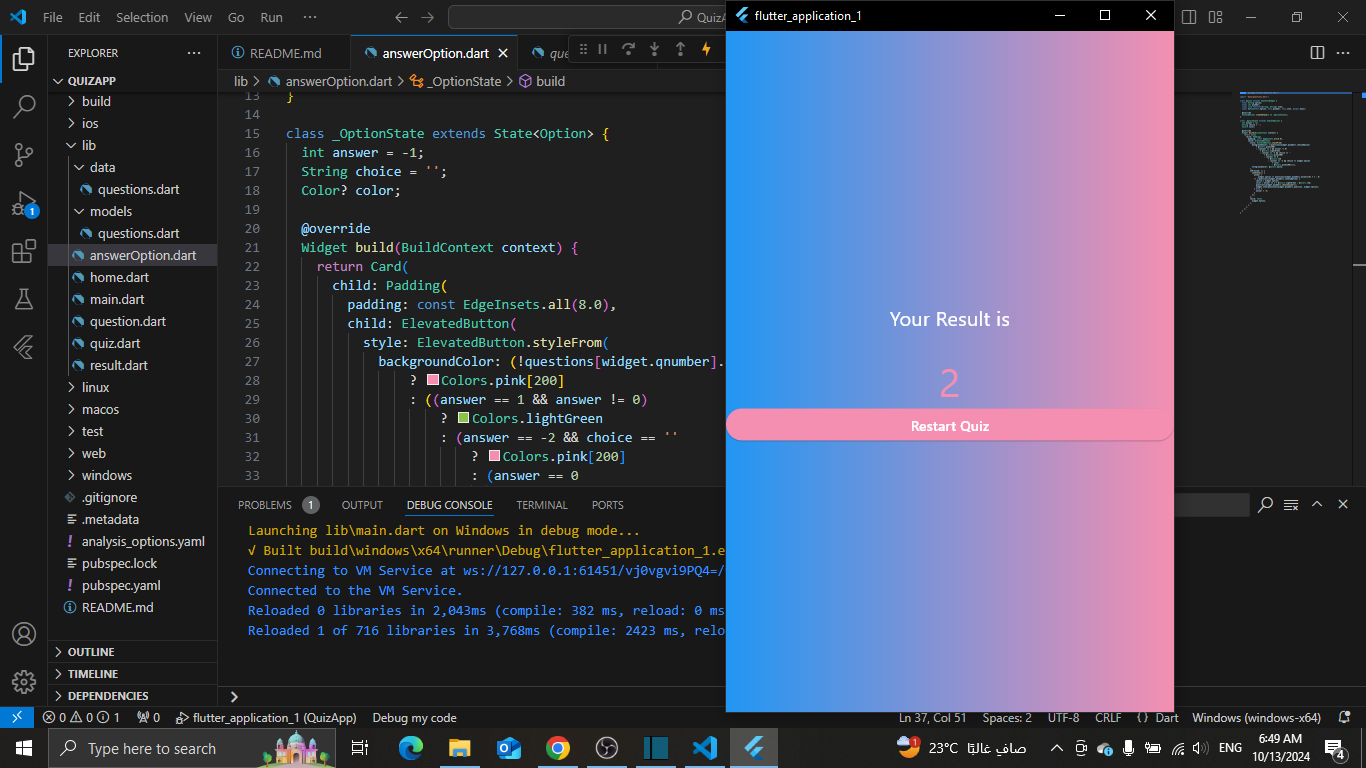 File Edit Selection View Go Run ···
QuizA
flutter_application_1
EXPLORER
README.md
answerOption.dart
que
QUIZAPP
build
ios
lib
data
questions.dart
models
questions.dart
answerOption.dart
home.dart
main.dart
question.dart
quiz.dart
result.dart
linux
macos
test
web
windows
.gitignore
.metadata
analysis_options.yaml
pubspec.lock
pubspec.yaml
README.md
OUTLINE
TIMELINE
DEPENDENCIES
1
lib > answerOption.dart > _OptionState > build
13 }
14
15 class _OptionState extends State<Option> {
16 int answer = -1;
17 String choice = '';
18 Color? color;
19
20 @override
21 Widget build(BuildContext context) {
22 return Card(
23 child: Padding(
24 padding: const EdgeInsets.all(8.0),
25 child: ElevatedButton(
26 style: ElevatedButton.styleFrom(
27 backgroundColor: (!questions[widget.qnumber].
28 ? Colors.pink[200]
29 : ((answer == 1 && answer != 0)
30 ? Colors.lightGreen
31 : (answer == -2 && choice == ''
32 ? Colors.pink[200]
33 : (answer == 0
PROBLEMS 1 OUTPUT DEBUG CONSOLE TERMINAL PORTS
Launching lib\main.dart on Windows in debug mode...
√ Built build\windows\x64\runner\Debug\flutter_application_1.e
Connecting to VM Service at ws://127.0.0.1:61451/vj0vgvi9PQ4=/
Connected to the VM Service.
Reloaded 0 libraries in 2,043ms (compile: 382 ms, reload: 0 ms
Reloaded 1 of 716 libraries in 3,768ms (compile: 2423 ms, relo
Your Result is
2
Restart Quiz
0 0 1 0 flutter_application_1 (QuizApp) Debug my code
Ln 37, Col 51 Spaces: 2 UTF-8 CRLF {} Dart Windows (windows-x64)
Type here to search
1 23°C صافٍ غالبًا
ENG
6:49 AM
10/13/2024
4